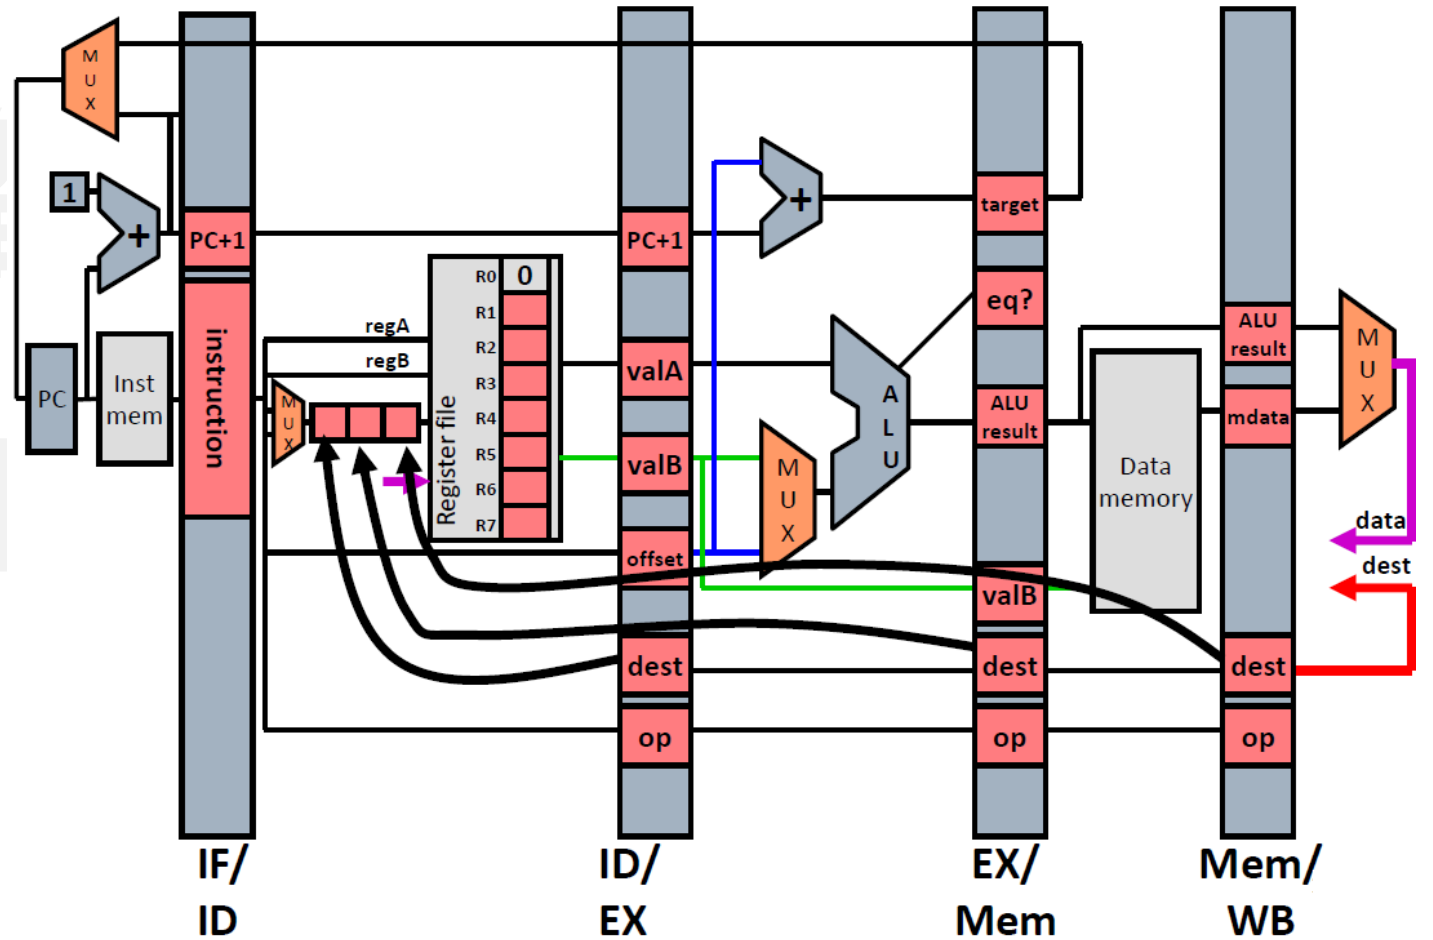 M
U
X
1
+
PC+1
PC
Inst
mem
instruction
regA
regB
M
U
X
Register file
R0
0
R1
R2
R3
R4
R5
R6
R7
PC+1
valA
valB
offset
dest
op
+
M
U
X
A
L
U
target
eq?
ALU
result
valB
dest
op
Data
memory
ALU
result
mdata
dest
op
M
U
X
data
dest
IF/
ID
ID/
EX
EX/
Mem
Mem/
WB